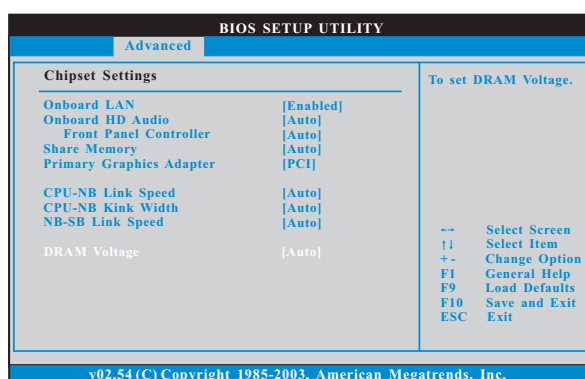 BIOS SETUP UTILITY
Advanced
Chipset Settings
Onboard LAN [Enabled]
Onboard HD Audio [Auto]
Front Panel Controller [Auto]
Share Memory [Auto]
Primary Graphics Adapter [PCI]
CPU-NB Link Speed [Auto]
CPU-NB Kink Width [Auto]
NB-SB Link Speed [Auto]
DRAM Voltage [Auto]
To set DRAM Voltage.
←→ Select Screen
↑↓ Select Item
+- Change Option
F1 General Help
F9 Load Defaults
F10 Save and Exit
ESC Exit
v02.54 (C) Copyright 1985-2003, American Megatrends, Inc.